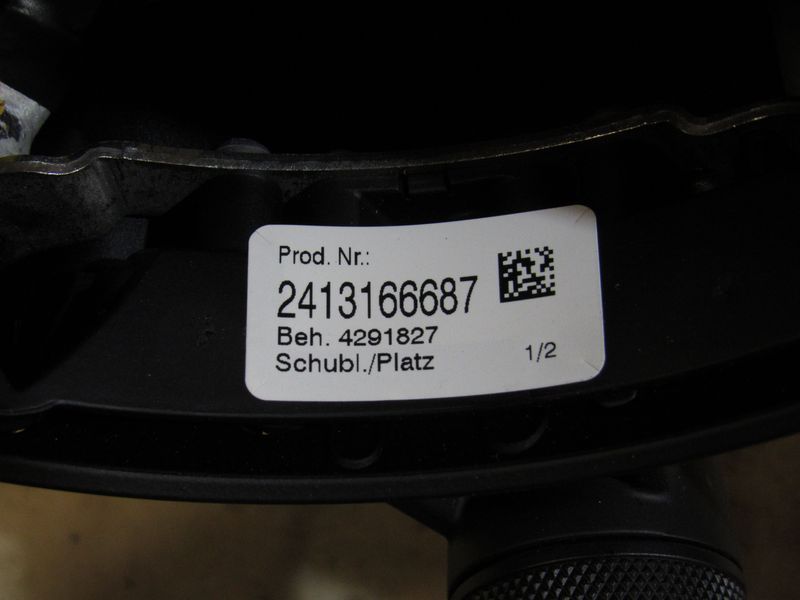 Prod. Nr.:
2413166687
Beh. 4291827
Schubl./Platz
1/2